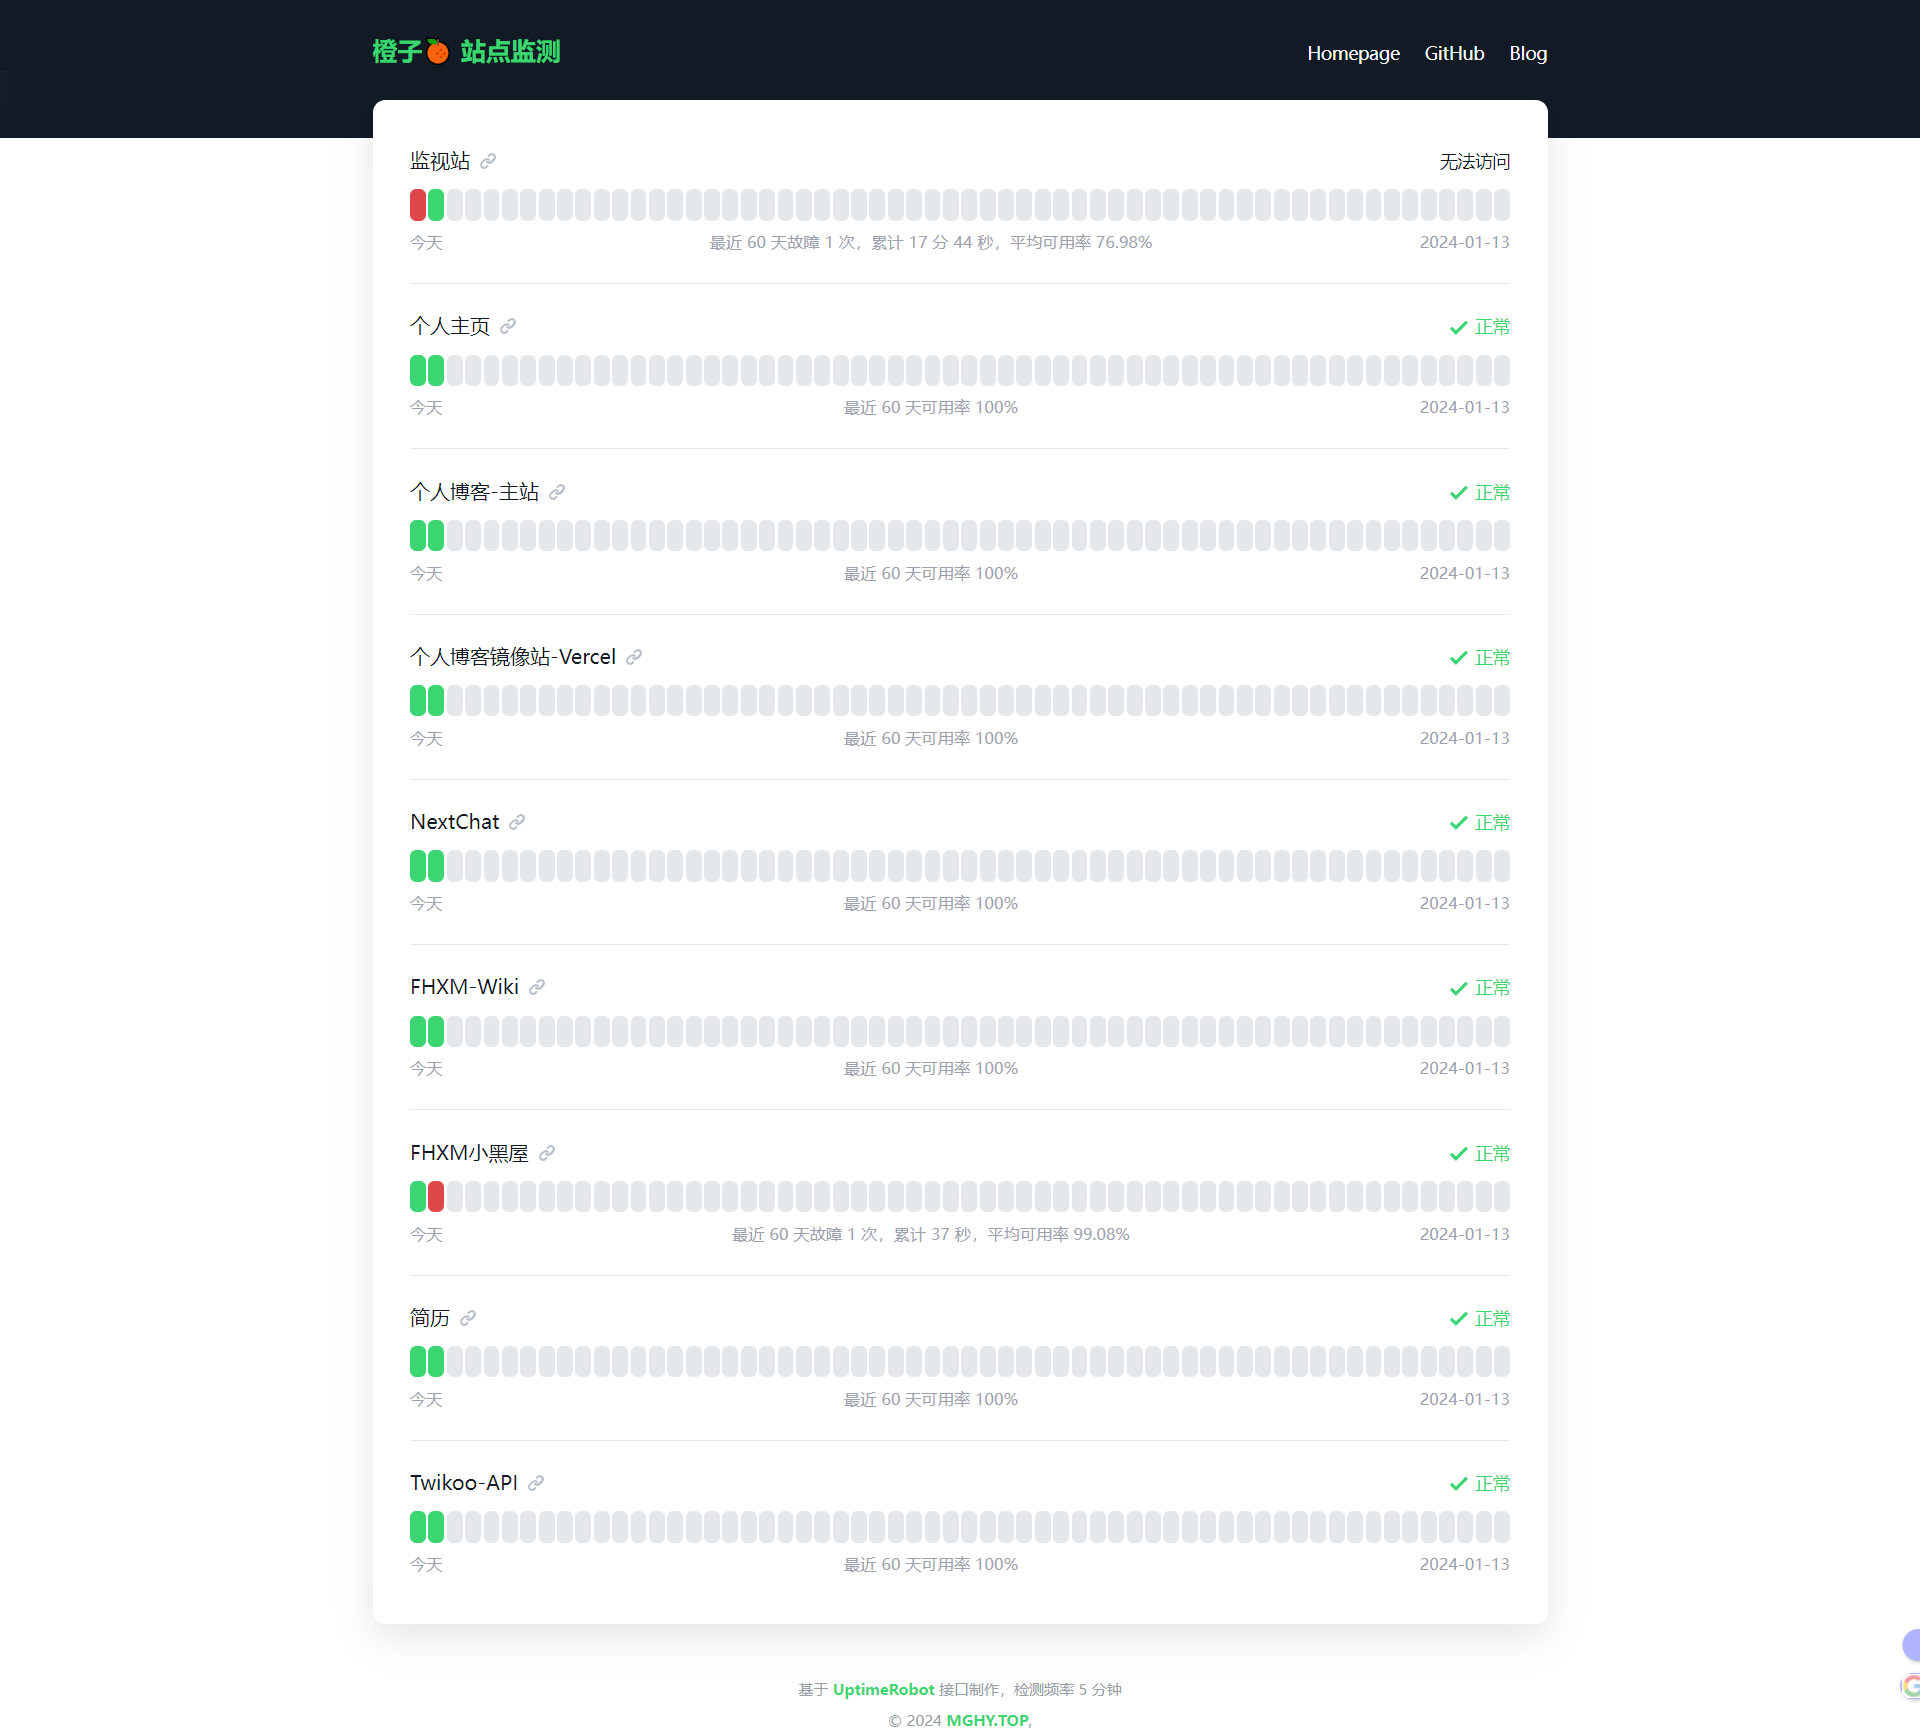 橙子🍊 站点监测
Homepage GitHub Blog
监视站 无法访问
今天 最近 60 天故障 1 次，累计 17 分 44 秒，平均可用率 76.98% 2024-01-13
个人主页 正常
今天 最近 60 天可用率 100% 2024-01-13
个人博客-主站 正常
今天 最近 60 天可用率 100% 2024-01-13
个人博客镜像站-Vercel 正常
今天 最近 60 天可用率 100% 2024-01-13
NextChat 正常
今天 最近 60 天可用率 100% 2024-01-13
FHXM-Wiki 正常
今天 最近 60 天可用率 100% 2024-01-13
FHXM小黑屋 正常
今天 最近 60 天故障 1 次，累计 37 秒，平均可用率 99.08% 2024-01-13
简历 正常
今天 最近 60 天可用率 100% 2024-01-13
Twikoo-API 正常
今天 最近 60 天可用率 100% 2024-01-13
基于 UptimeRobot 接口制作，检测频率 5 分钟
© 2024 MGHY.TOP,